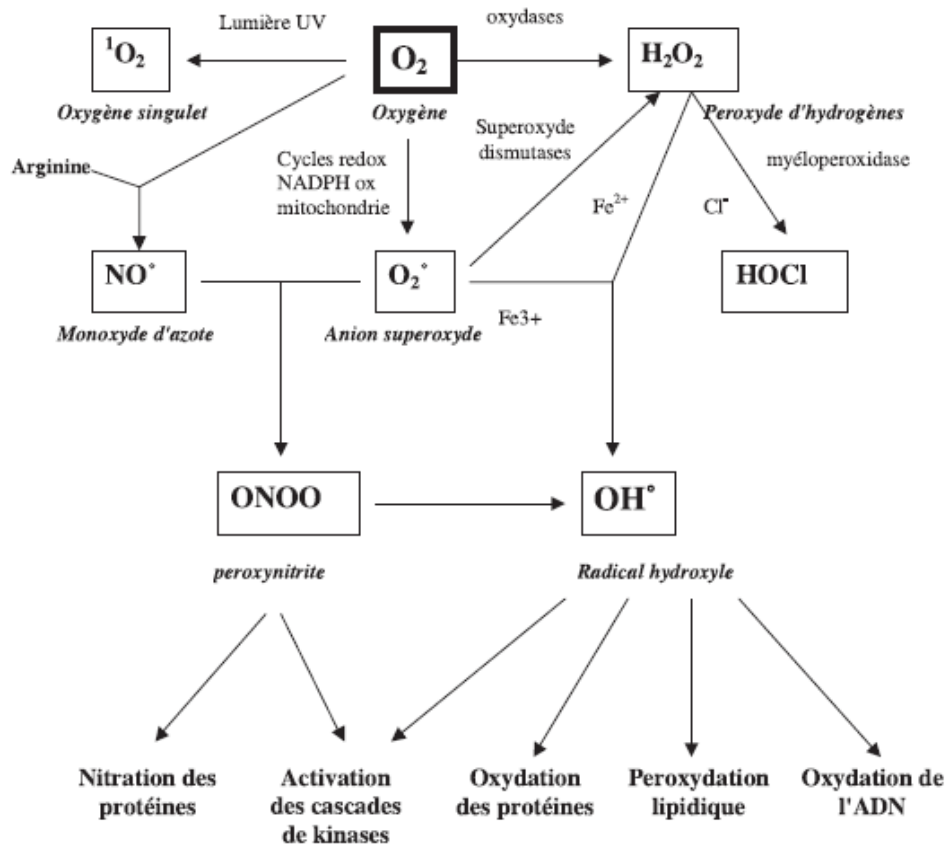 Lumière UV
oxydases
¹O₂
O₂
H₂O₂
Oxygène singulet
Oxygène
Peroxyde d'hydrogènes
Arginine
Cycles redox
NADPH ox
mitochondrie
Superoxyde
dismutases
myéloperoxidase
Fe²⁺
Cl⁻
NO°
O₂°
HOCl
Monoxyde d'azote
Anion superoxyde
Fe3+
ONOO
OH°
peroxynitrite
Radical hydroxyle
Nitration des
protéines
Activation
des cascades
de kinases
Oxydation
des protéines
Peroxydation
lipidique
Oxydation de
l'ADN